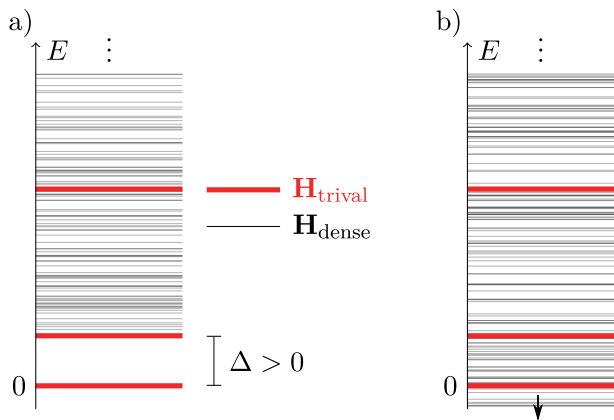 a)
E
⋮
H_trival
H_dense
Δ > 0
0
b)
E
⋮
0